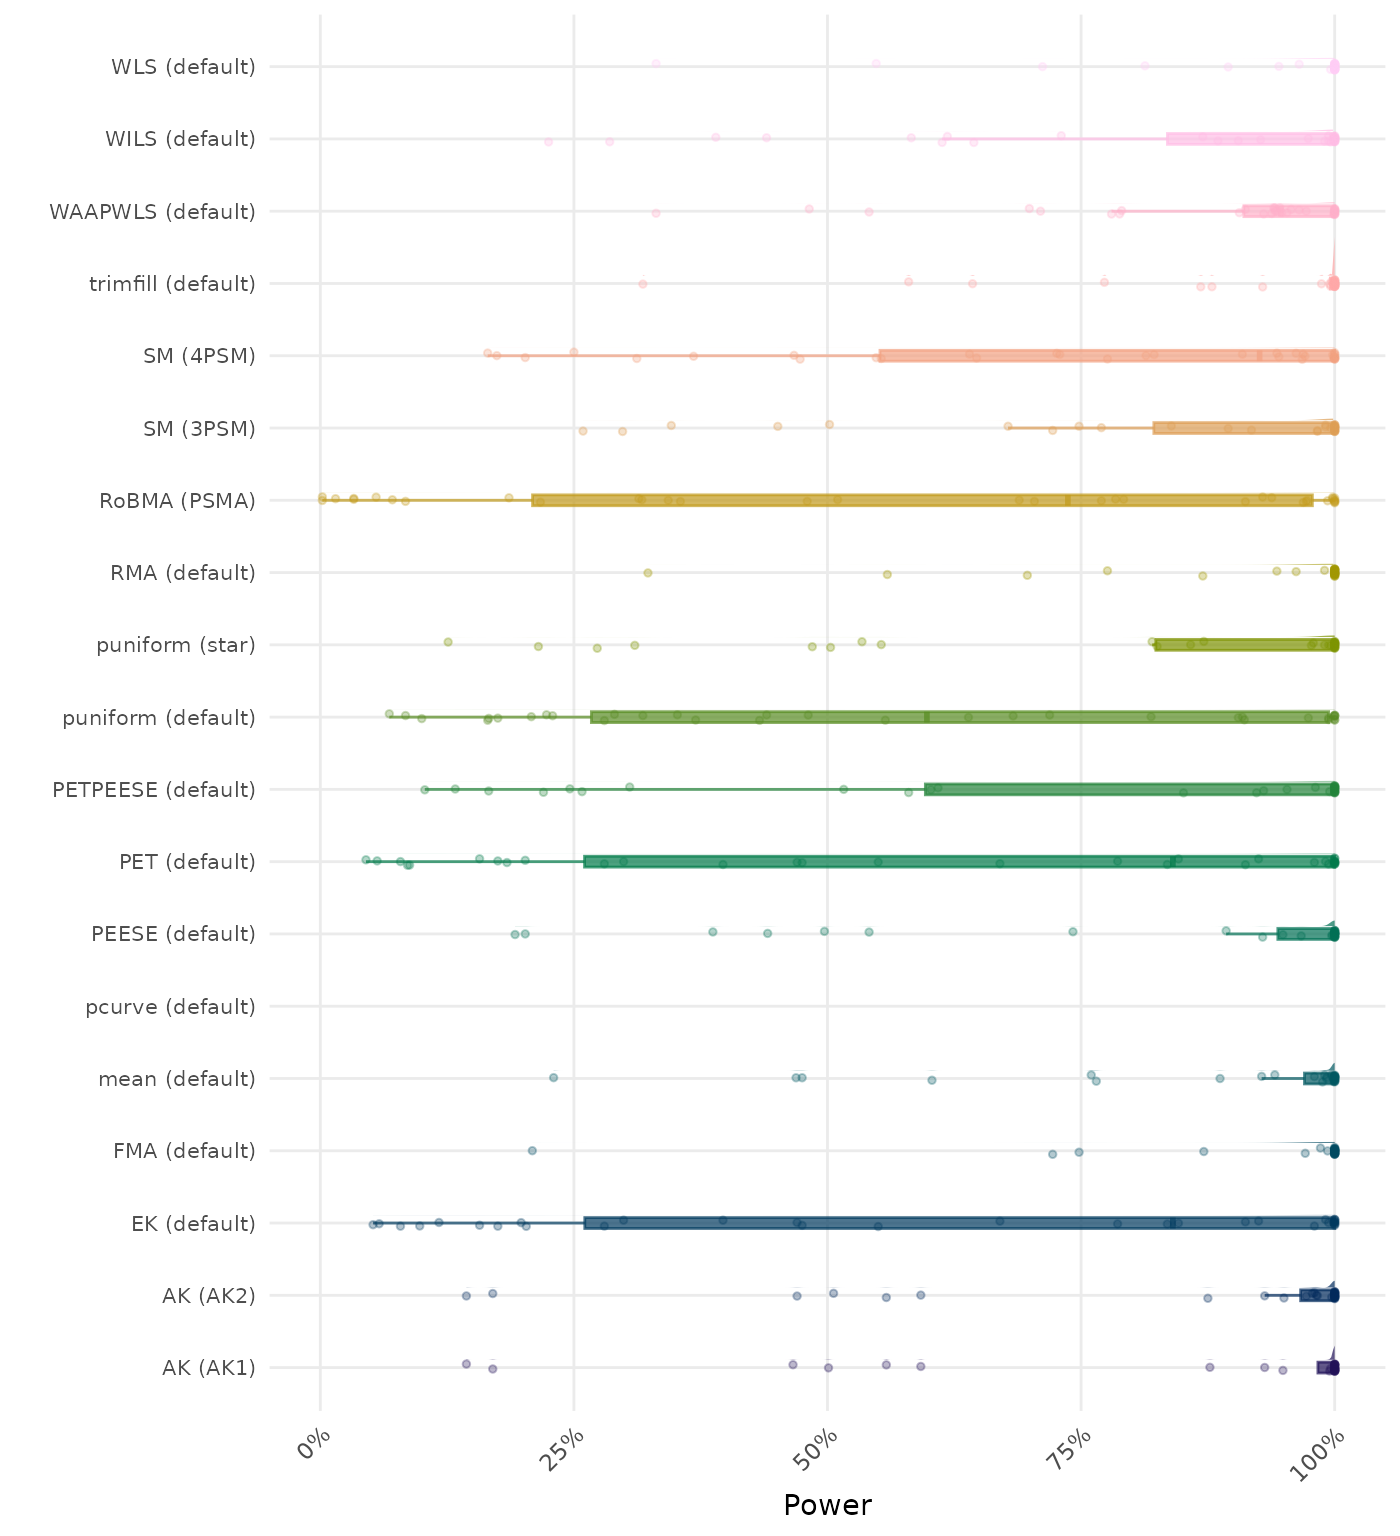 WLS (default)
WILS (default)
WAAPWLS (default)
trimfill (default)
SM (4PSM)
SM (3PSM)
RoBMA (PSMA)
RMA (default)
puniform (star)
puniform (default)
PETPEESE (default)
PET (default)
PEESE (default)
pcurve (default)
mean (default)
FMA (default)
EK (default)
AK (AK2)
AK (AK1)
0% 25% 50% 75% 100%
Power